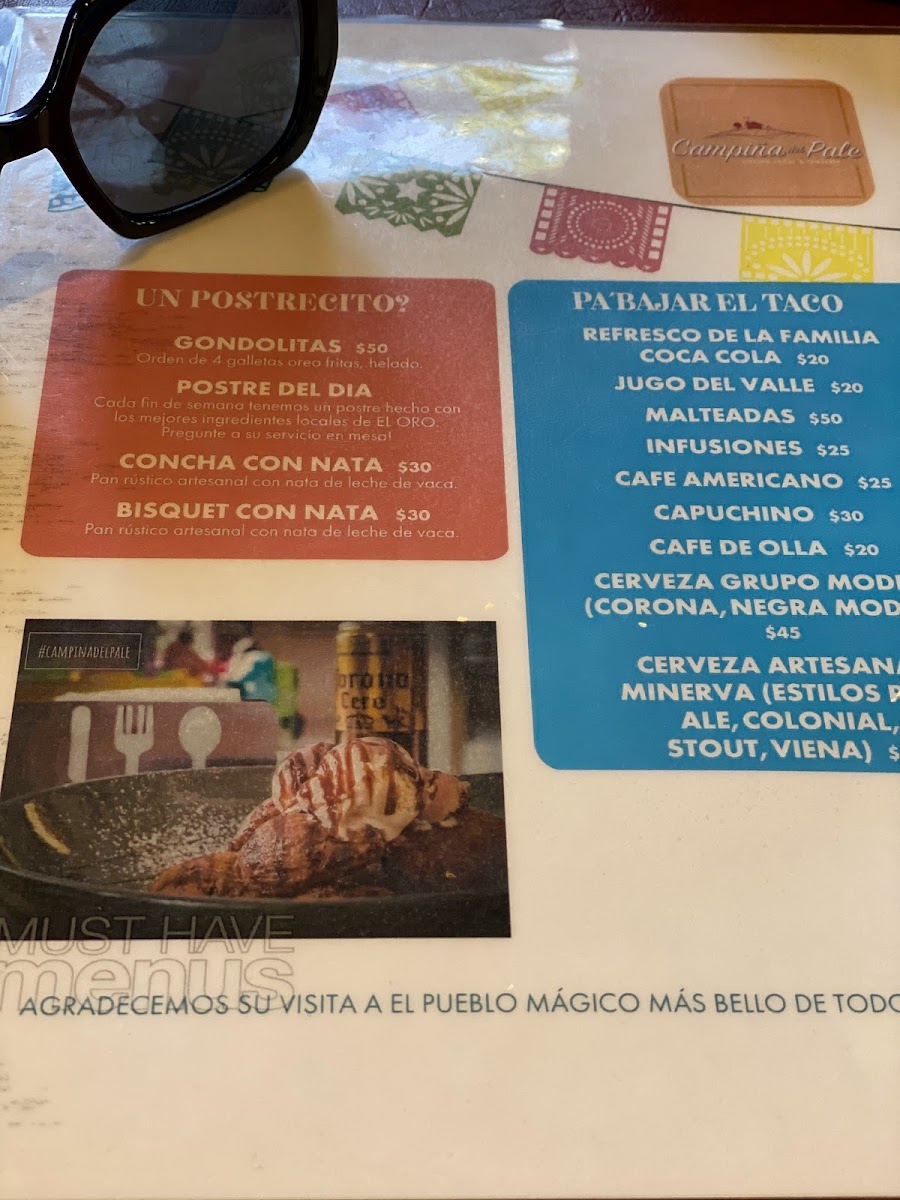 Campiña del Pale
UN POSTRECITO?
GONDOLITAS $50
Orden de 4 galletas oreo fritas, helado.
POSTRE DEL DIA
Cada fin de semana tenemos un postre hecho con
los mejores ingredientes locales de EL ORO.
Pregunte a su servicio en mesa!
CONCHA CON NATA $30
Pan rústico artesanal con nata de leche de vaca.
BISQUET CON NATA $30
Pan rústico artesanal con nata de leche de vaca.
PA'BAJAR EL TACO
REFRESCO DE LA FAMILIA
COCA COLA $20
JUGO DEL VALLE $20
MALTEADAS $50
INFUSIONES $25
CAFE AMERICANO $25
CAPUCHINO $30
CAFE DE OLLA $20
CERVEZA GRUPO MODE
(CORONA, NEGRA MOD
$45
CERVEZA ARTESANA
MINERVA (ESTILOS P
ALE, COLONIAL,
STOUT, VIENA) $
#CAMPINADELPALE
MUST HAVE
menus
AGRADECEMOS SU VISITA A EL PUEBLO MÁGICO MÁS BELLO DE TODO